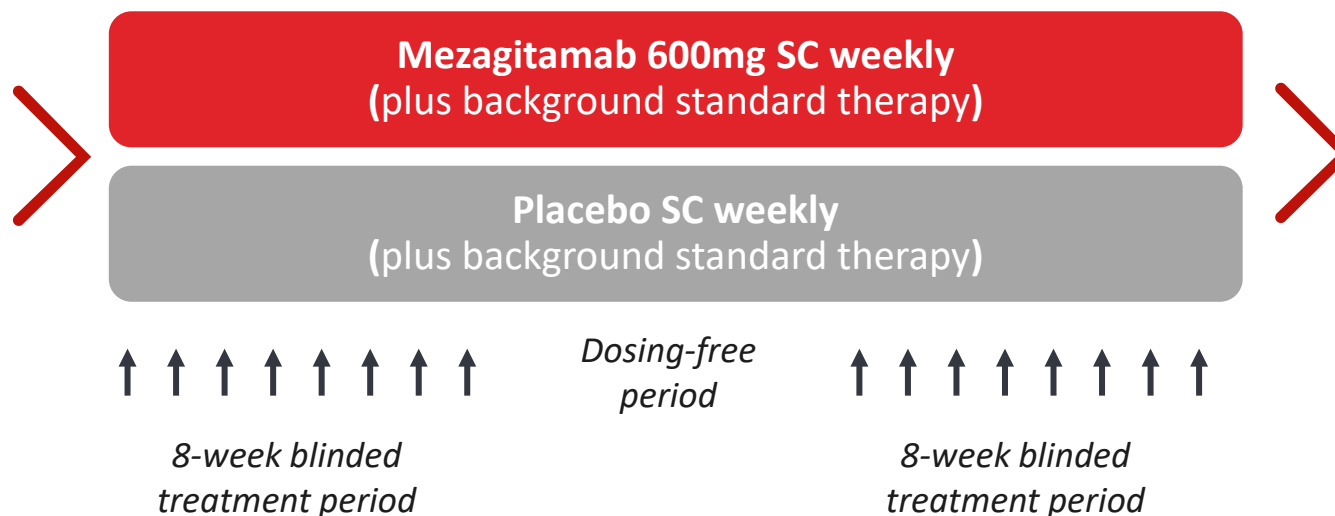 Mezagitamab 600mg SC weekly
(plus background standard therapy)
Placebo SC weekly
(plus background standard therapy)
Dosing-free
period
8-week blinded
treatment period
8-week blinded
treatment period